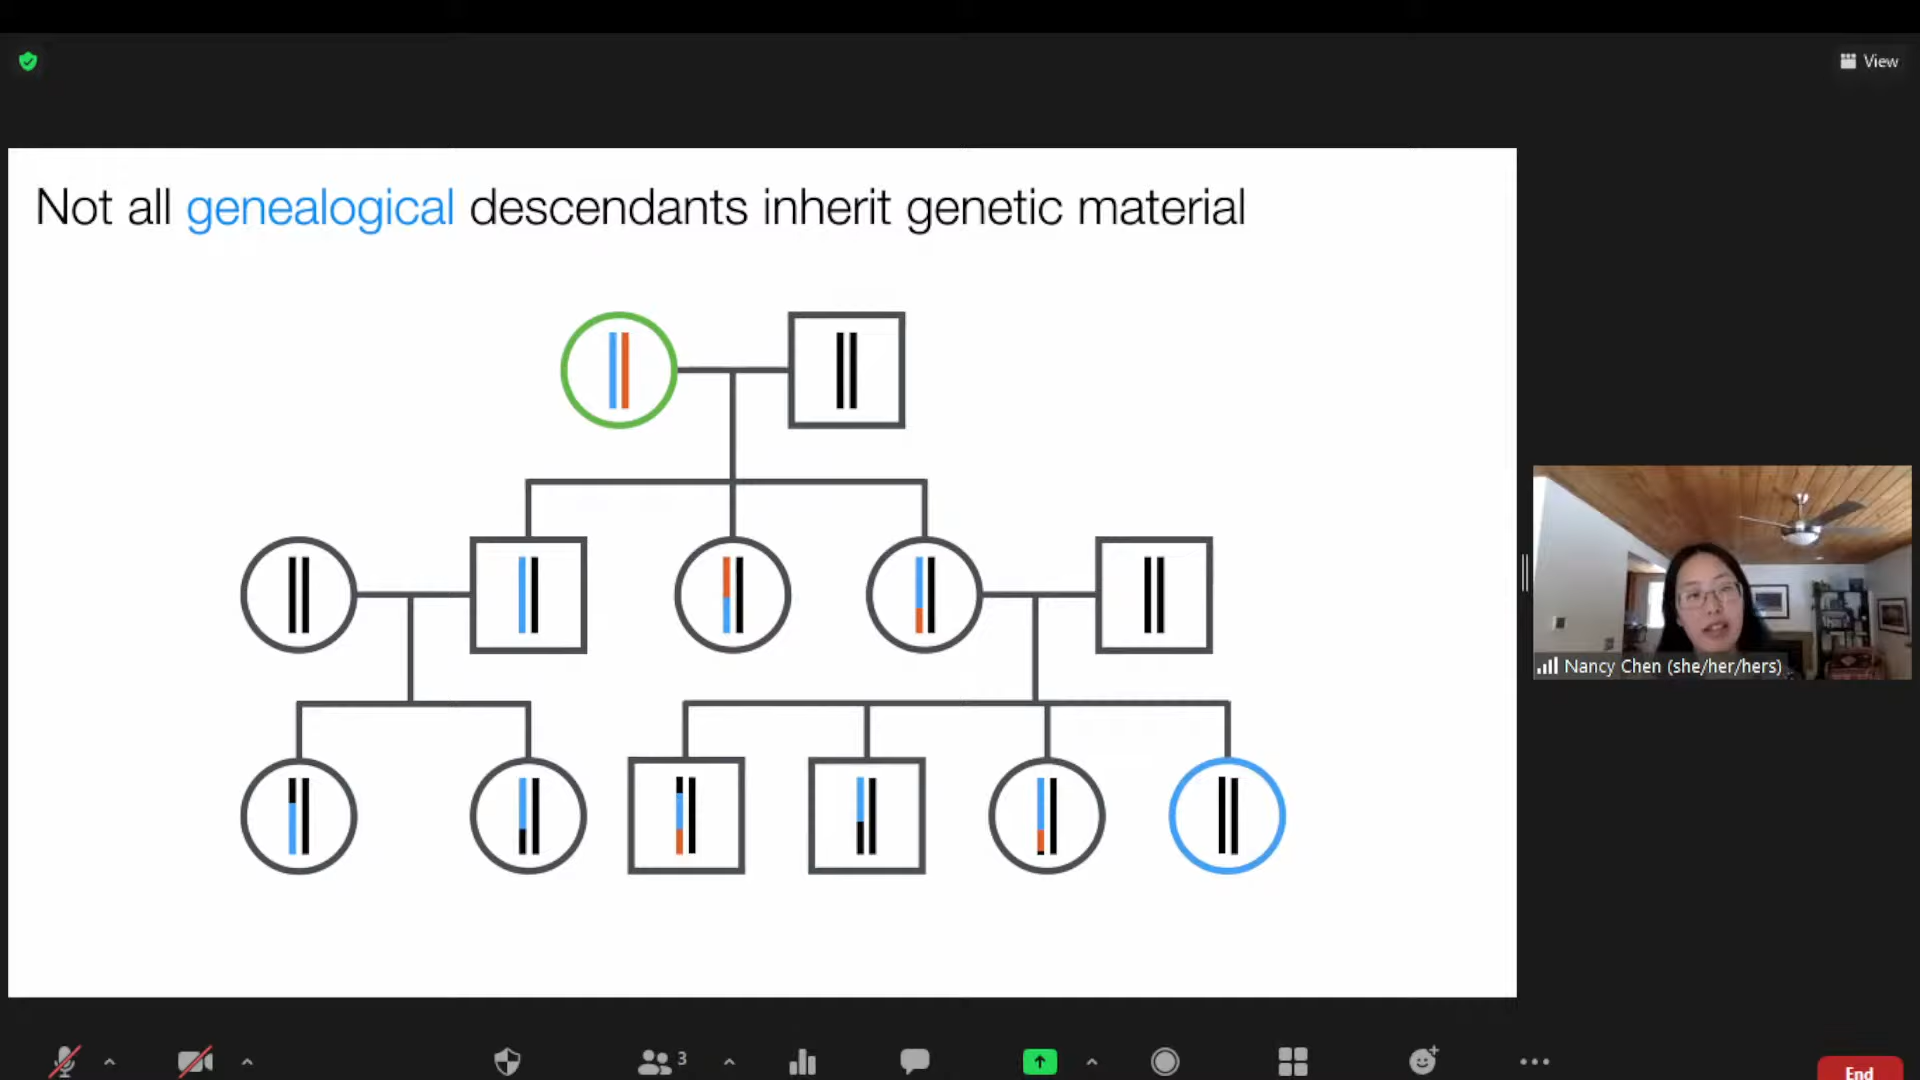 View
Not all genealogical descendants inherit genetic material
Nancy Chen (she/her/hers)
3
End